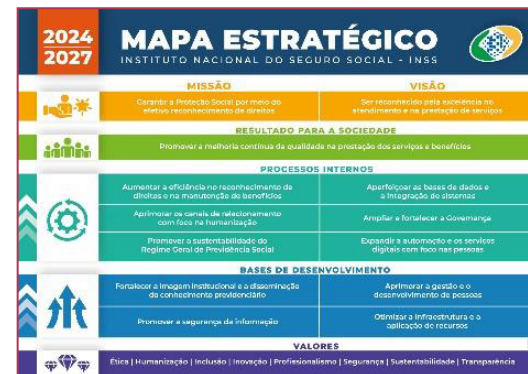 2024
2027
MAPA ESTRATÉGICO
INSTITUTO NACIONAL DO SEGURO SOCIAL - INSS
MISSÃO
Garantir a Proteção Social por meio do
efetivo reconhecimento de direitos
VISÃO
Ser reconhecido pela excelência no
atendimento e na prestação de serviços
RESULTADO PARA A SOCIEDADE
Promover a melhoria contínua da qualidade na prestação dos serviços e benefícios
PROCESSOS INTERNOS
Aumentar a eficiência no reconhecimento de
direitos e na manutenção de benefícios
Aperfeiçoar as bases de dados e
a integração de sistemas
Aprimorar os canais de relacionamento
com foco na humanização
Ampliar e fortalecer a Governança
Promover a sustentabilidade do
Regime Geral de Previdência Social
Expandir a automação e os serviços
digitais com foco nas pessoas
BASES DE DESENVOLVIMENTO
Fortalecer a imagem institucional e a disseminação
do conhecimento previdenciário
Aprimorar a gestão e o
desenvolvimento de pessoas
Promover a segurança da informação
Otimizar a infraestrutura e a
aplicação de recursos
VALORES
Ética | Humanização | Inclusão | Inovação | Profissionalismo | Segurança | Sustentabilidade | Transparência